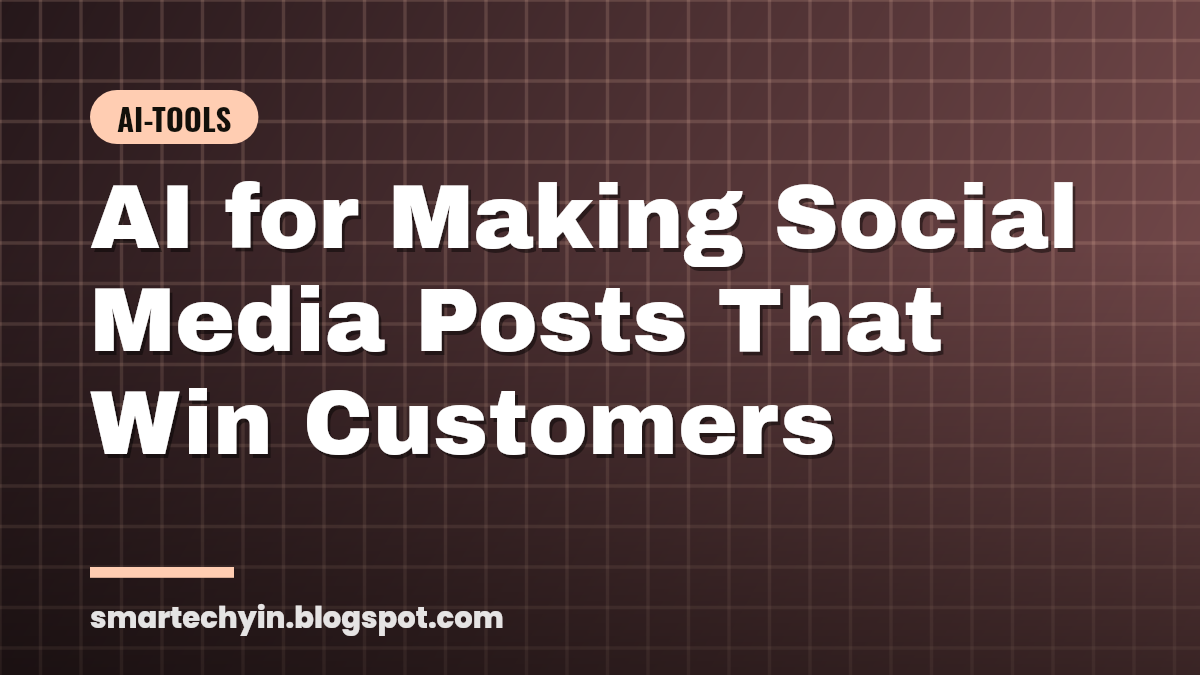 AI-TOOLS
AI for Making Social
Media Posts That
Win Customers
smartechyin.blogspot.com